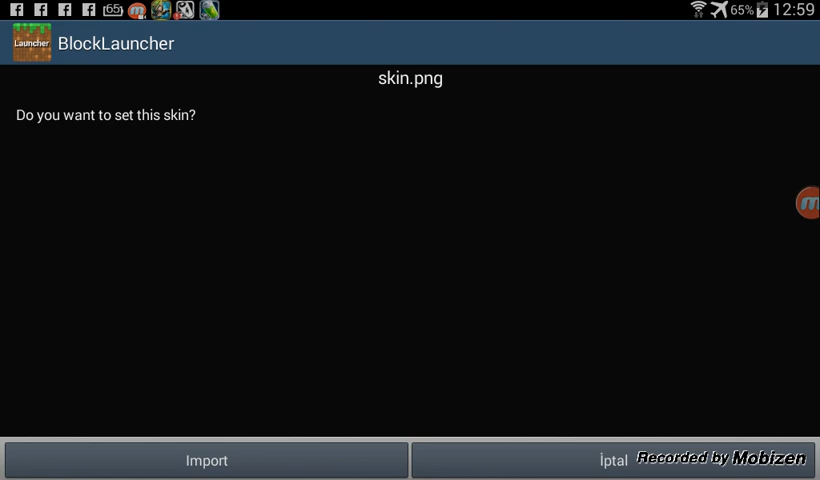 65
65%
12:59
Launcher
BlockLauncher
skin.png
Do you want to set this skin?
Import
İptal
Recorded by Mobizen